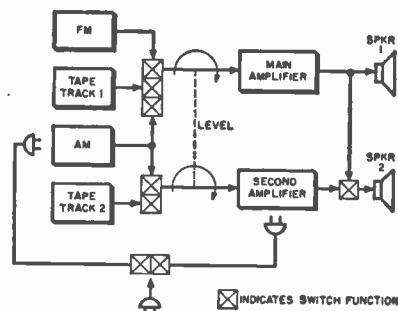 FM
TAPE
TRACK 1
AM
TAPE
TRACK 2
LEVEL
MAIN
AMPLIFIER
SECOND
AMPLIFIER
SPKR
1
SPKR
2
INDICATES SWITCH FUNCTION